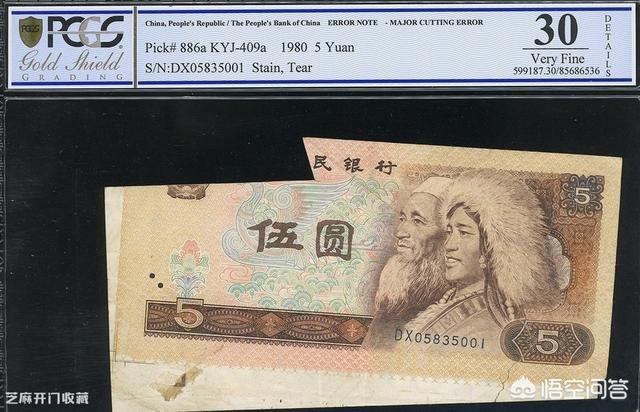 PCGS
Gold Shield
GRADING
China, People's Republic / The People's Bank of China ERROR NOTE - MAJOR CUTTING ERROR
Pick# 886a KYJ-409a 1980 5 Yuan
S/N:DX05835001 Stain, Tear
30
Very Fine
599187.30/85686536
DETAILS
民银行
5
伍圆
5
DX05835001
5
芝麻开门收藏
悟空问答